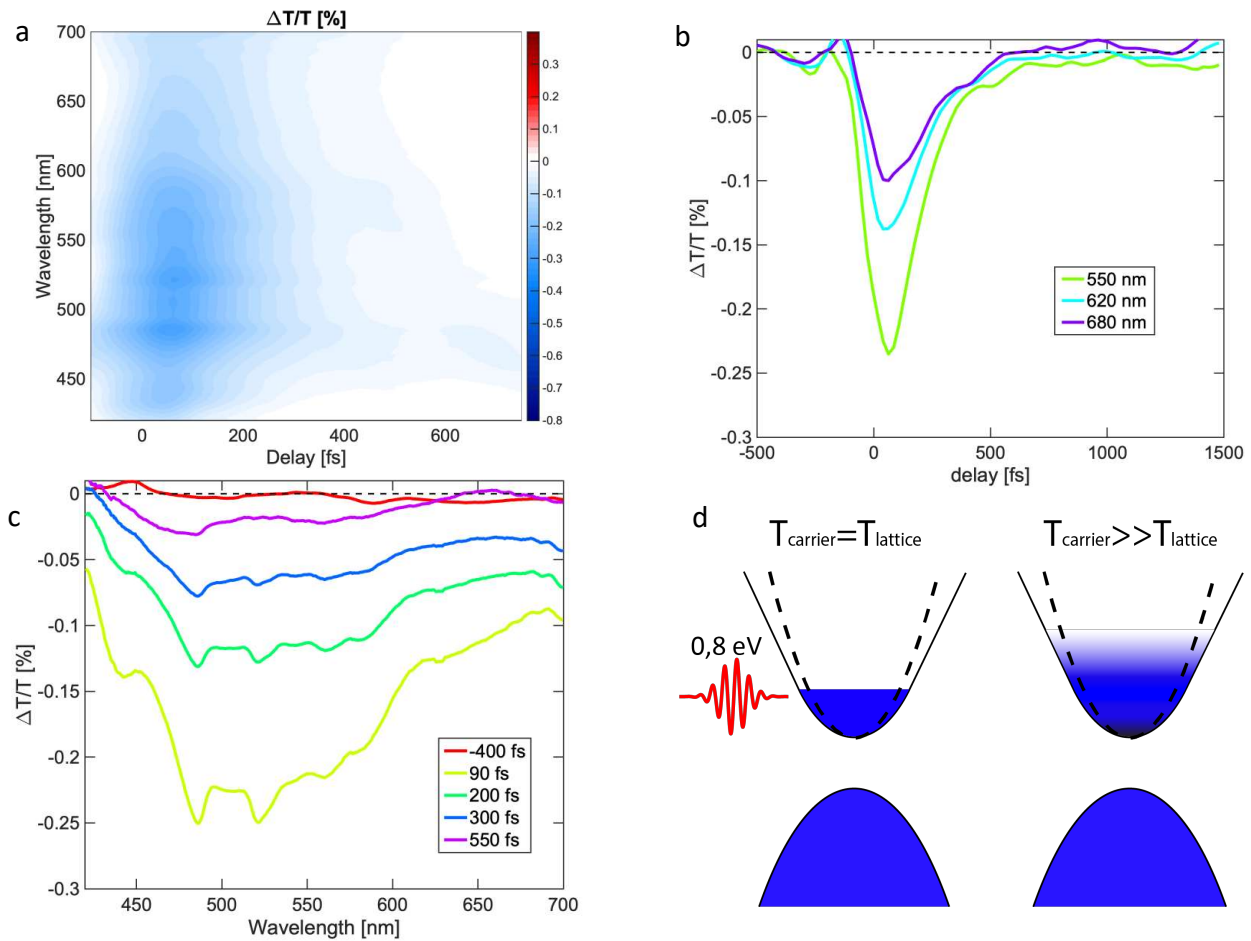 a
ΔT/T [%]
700
650
600
550
500
450
Wavelength [nm]
0
200
400
600
Delay [fs]
0.3
0.2
0.1
0
-0.1
-0.2
-0.3
-0.4
-0.5
-0.6
-0.7
-0.8
b
0
-0.05
-0.1
-0.15
-0.2
-0.25
-0.3
ΔT/T [%]
-500
0
500
1000
1500
delay [fs]
550 nm
620 nm
680 nm
c
0
-0.05
-0.1
-0.15
-0.2
-0.25
-0.3
ΔT/T [%]
450
500
550
600
650
700
Wavelength [nm]
-400 fs
90 fs
200 fs
300 fs
550 fs
d
Tcarrier=Tlattice
Tcarrier>>Tlattice
0,8 eV